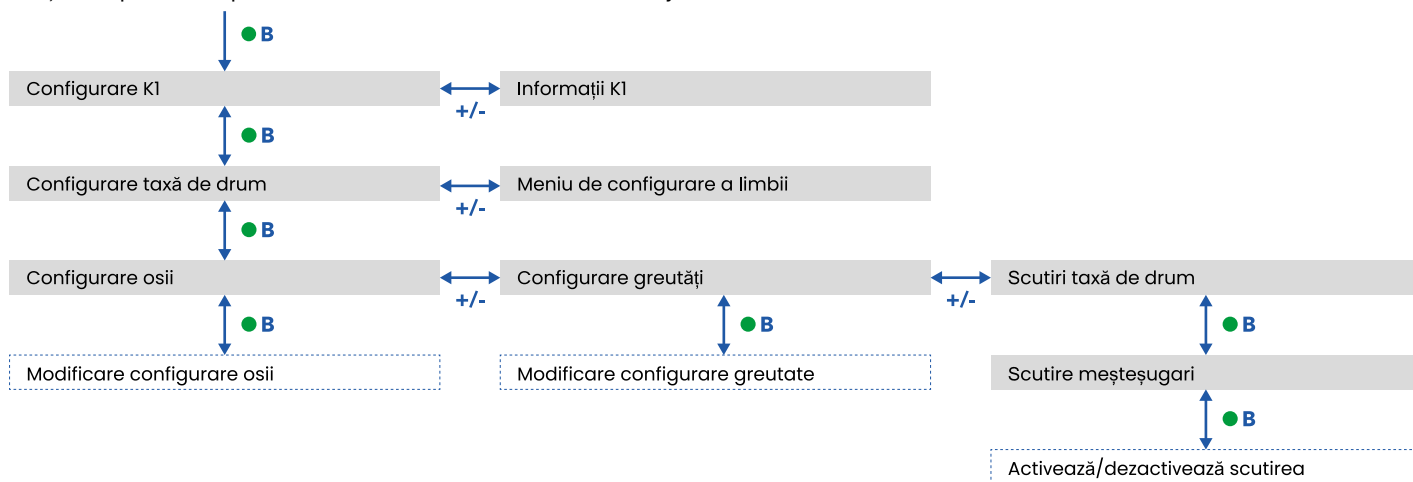 B
Configurare K1
Informații K1
+/-
B
Configurare taxă de drum
Meniu de configurare a limbii
+/-
B
Configurare osii
Configurare greutăți
Scutiri taxă de drum
+/-
+/-
B
B
B
Modificare configurare osii
Modificare configurare greutate
Scutire meșteșugari
B
Activează/dezactivează scutirea